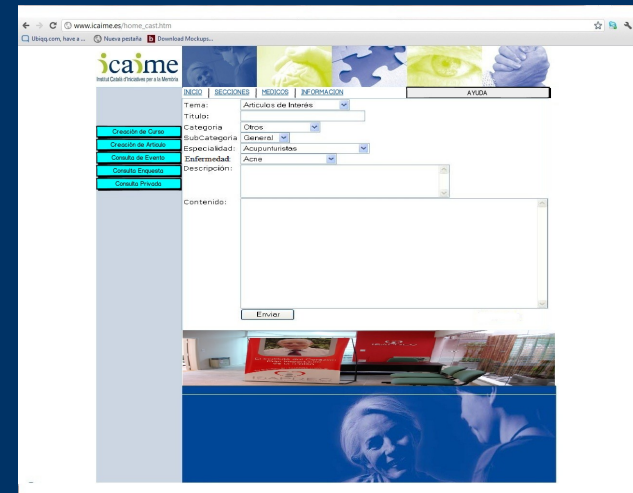 www.icaime.es/home_cast.htm
Ubiqq.com, have a ... Nueva pestaña Download Mockups...
icaime
Institut Català d'Iniciatives per a la Memòria
INICIO SECCIONES MEDICOS INFORMACION AYUDA
Tema: Articulos de Interés
Titulo:
Categoria Otros
SubCategoria General
Especialidad: Acupunturistas
Enfermedad: Acne
Descripción:
Contenido:
Creación de Curso
Creación de Articulo
Consulta de Evento
Consulta Enquesta
Consulta Privada
Enviar